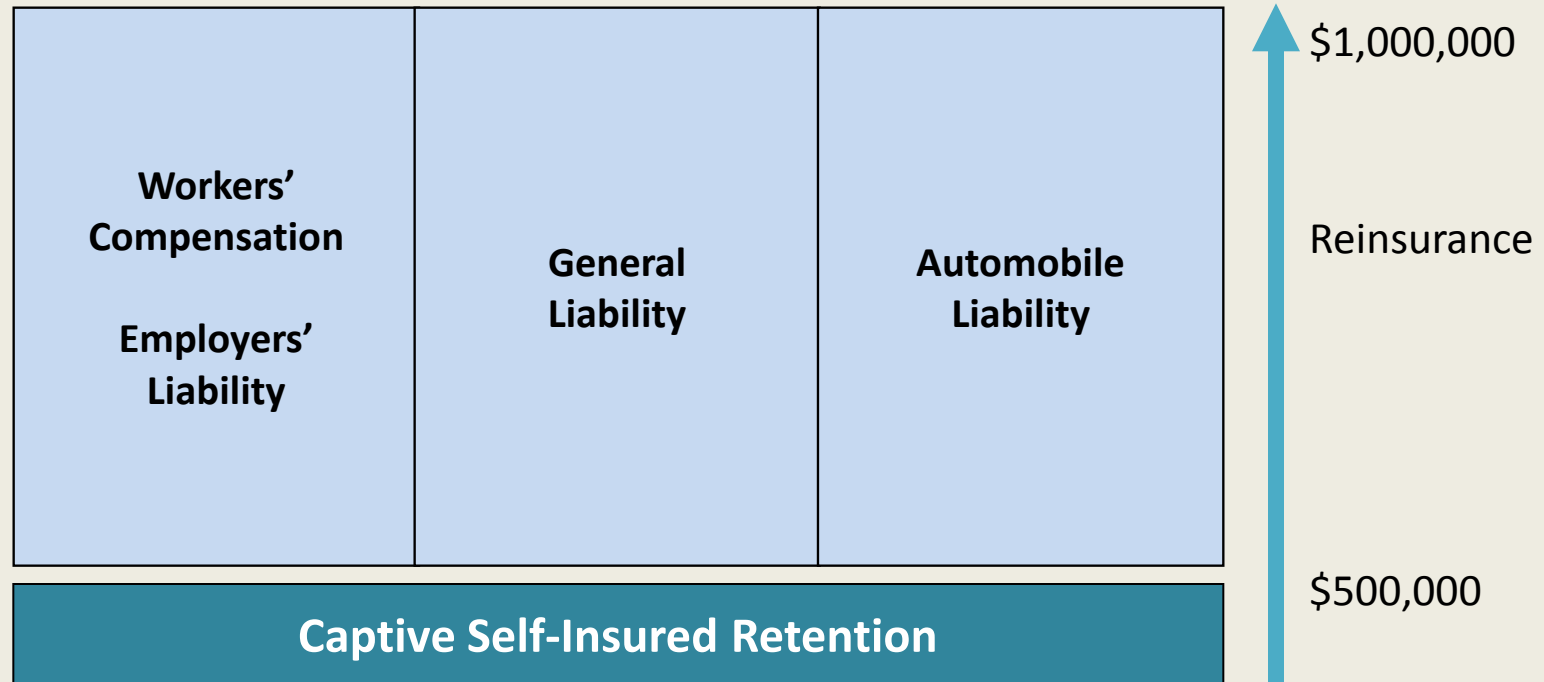 Workers’
Compensation
Employers’
Liability
General
Liability
Automobile
Liability
$1,000,000
Reinsurance
$500,000
Captive Self-Insured Retention